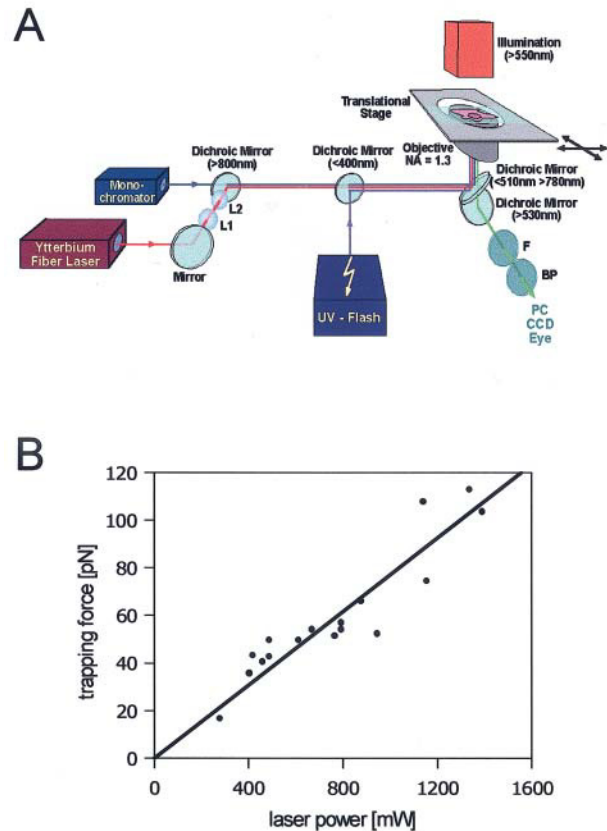 A
Illumination
(>550nm)
Translational
Stage
Dichroic Mirror
(>800nm)
Dichroic Mirror
(<400nm)
Objective
NA = 1.3
Mono-
chromator
L2
L1
Dichroic Mirror
(<510nm >780nm)
Dichroic Mirror
(>530nm)
Ytterbium
Fiber Laser
Mirror
UV - Flash
F
BP
PC
CCD
Eye
B
trapping force [pN]
120
100
80
60
40
20
0
0 400 800 1200 1600
laser power [mW]